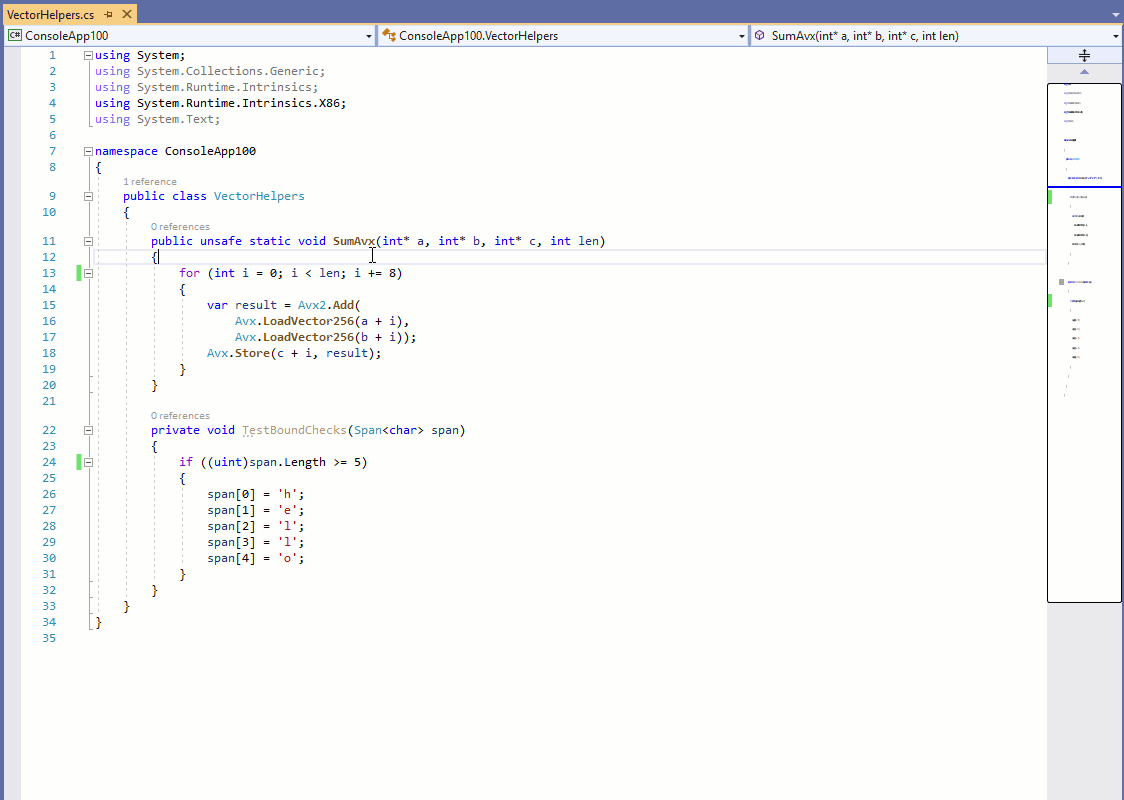 VectorHelpers.cs
C# ConsoleApp100 ConsoleApp100.VectorHelpers SumAvx(int* a, int* b, int* c, int len)
1 using System;
2 using System.Collections.Generic;
3 using System.Runtime.Intrinsics;
4 using System.Runtime.Intrinsics.X86;
5 using System.Text;
6
7 namespace ConsoleApp100
8 {
1 reference
9 public class VectorHelpers
10 {
0 references
11 public unsafe static void SumAvx(int* a, int* b, int* c, int len)
12 {
13 for (int i = 0; i < len; i += 8)
14 {
15 var result = Avx2.Add(
16 Avx.LoadVector256(a + i),
17 Avx.LoadVector256(b + i));
18 Avx.Store(c + i, result);
19 }
20 }
21
0 references
22 private void TestBoundChecks(Span<char> span)
23 {
24 if ((uint)span.Length >= 5)
25 {
26 span[0] = 'h';
27 span[1] = 'e';
28 span[2] = 'l';
29 span[3] = 'l';
30 span[4] = 'o';
31 }
32 }
33 }
34 }
35